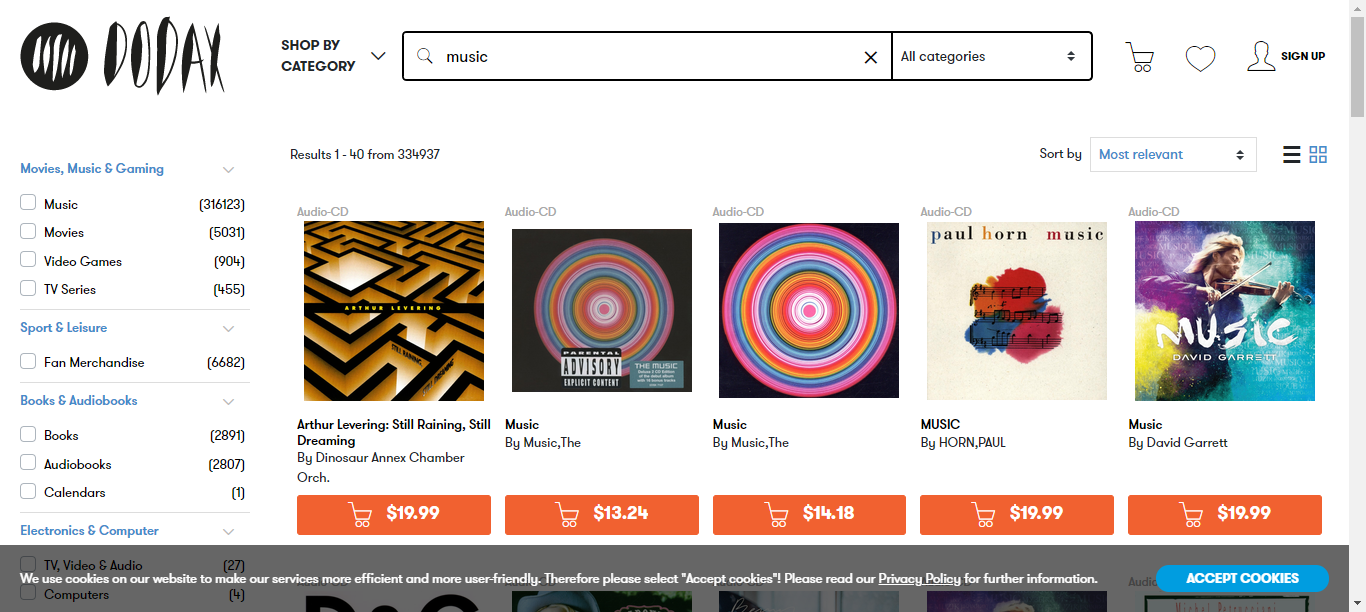 DODAX
SHOP BY
CATEGORY
music
All categories
SIGN UP
Movies, Music & Gaming
Music (316123)
Movies (5031)
Video Games (904)
TV Series (455)
Sport & Leisure
Fan Merchandise (6682)
Books & Audiobooks
Books (2891)
Audiobooks (2807)
Calendars (1)
Electronics & Computer
TV, Video & Audio (27)
Computers (4)
Results 1 - 40 from 334937
Sort by
Most relevant
Audio-CD
ARTHUR LEVERING
STILL RAINING,
STILL DREAMING
Arthur Levering: Still Raining, Still
Dreaming
By Dinosaur Annex Chamber
Orch.
$19.99
Audio-CD
PARENTAL
ADVISORY
EXPLICIT CONTENT
THE MUSIC
Music
By Music,The
$13.24
Audio-CD
Music
By Music,The
$14.18
Audio-CD
paul horn music
MUSIC
By HORN,PAUL
$19.99
Audio-CD
MUSIC
DAVID GARRETT
Music
By David Garrett
$19.99
We use cookies on our website to make our services more efficient and more user-friendly. Therefore please select "Accept cookies"! Please read our Privacy Policy for further information.
ACCEPT COOKIES